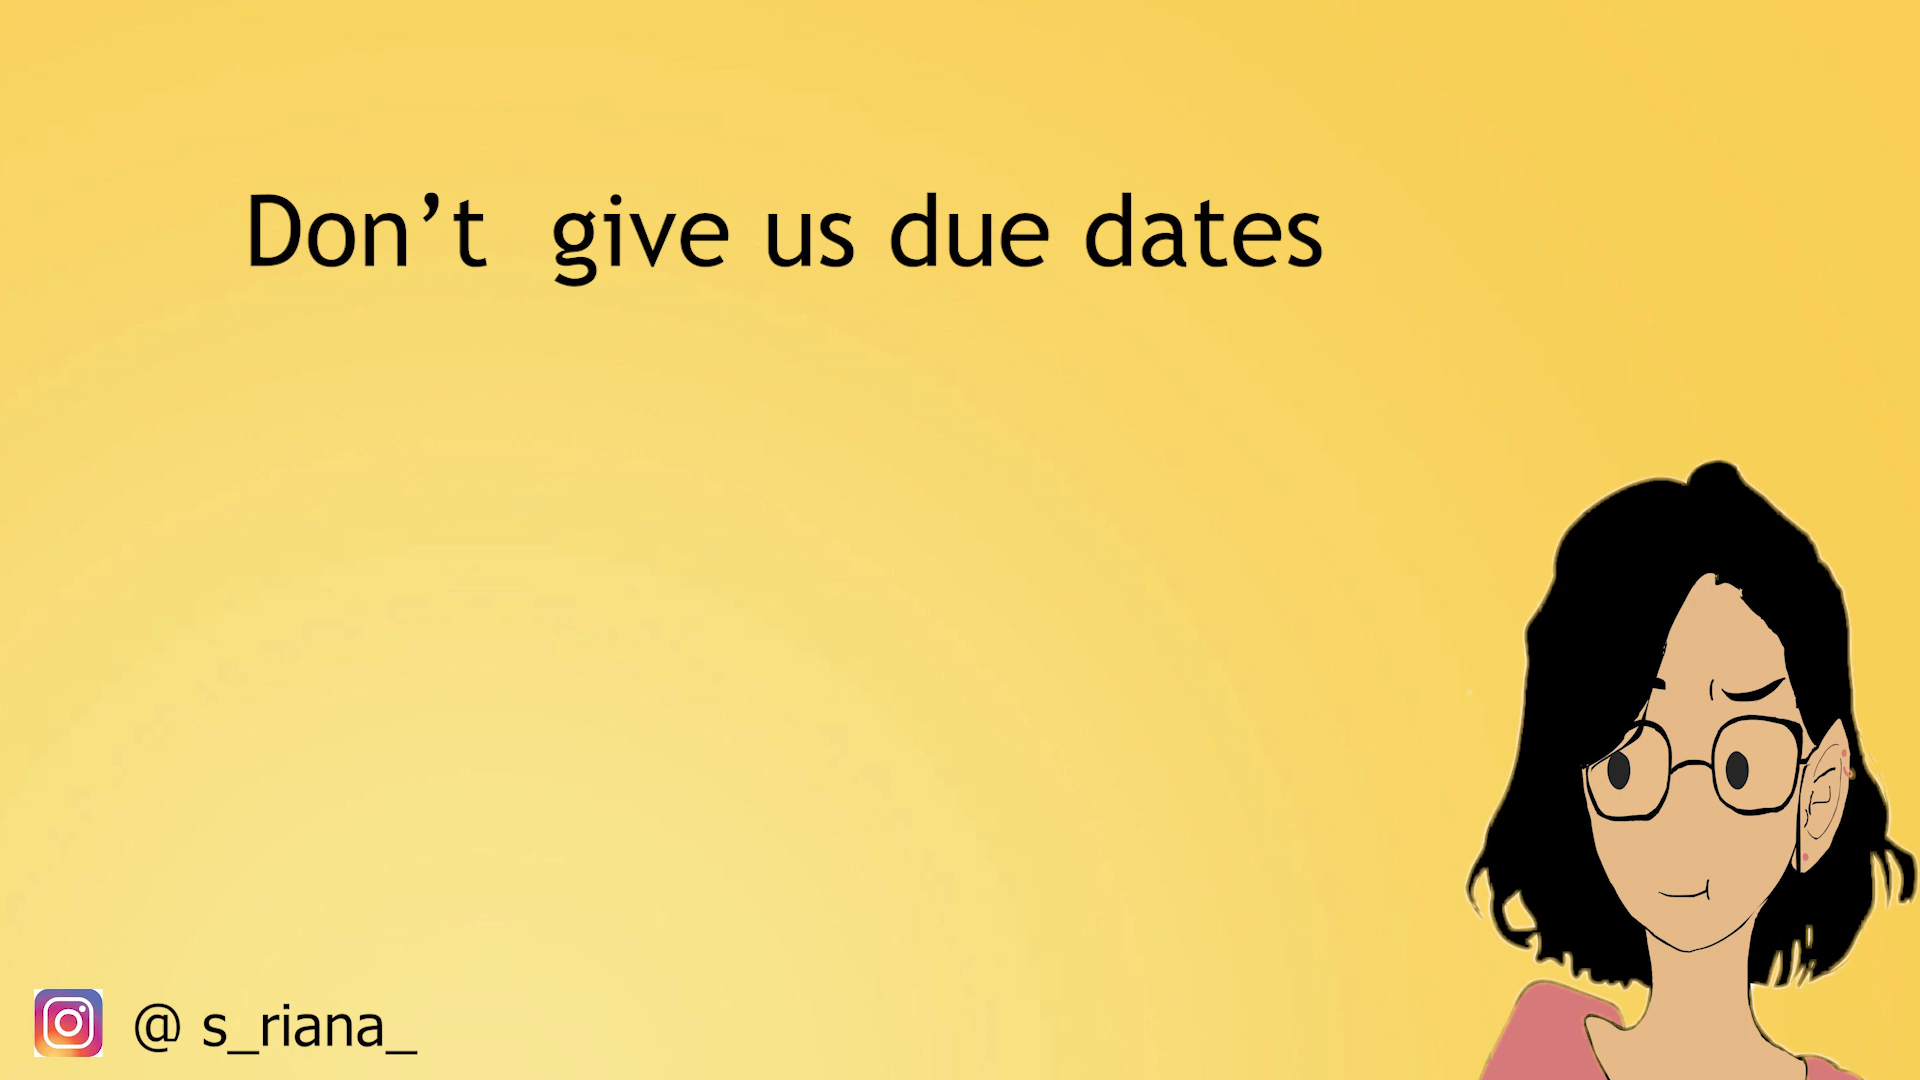 Don’t  give us due dates
@ s_riana_